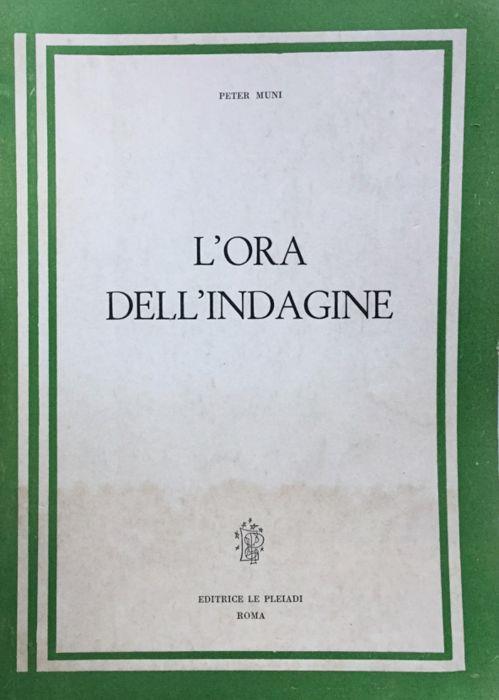 PETER MUNI
L'ORA
DELL'INDAGINE
EDITRICE LE PLEIADI
ROMA